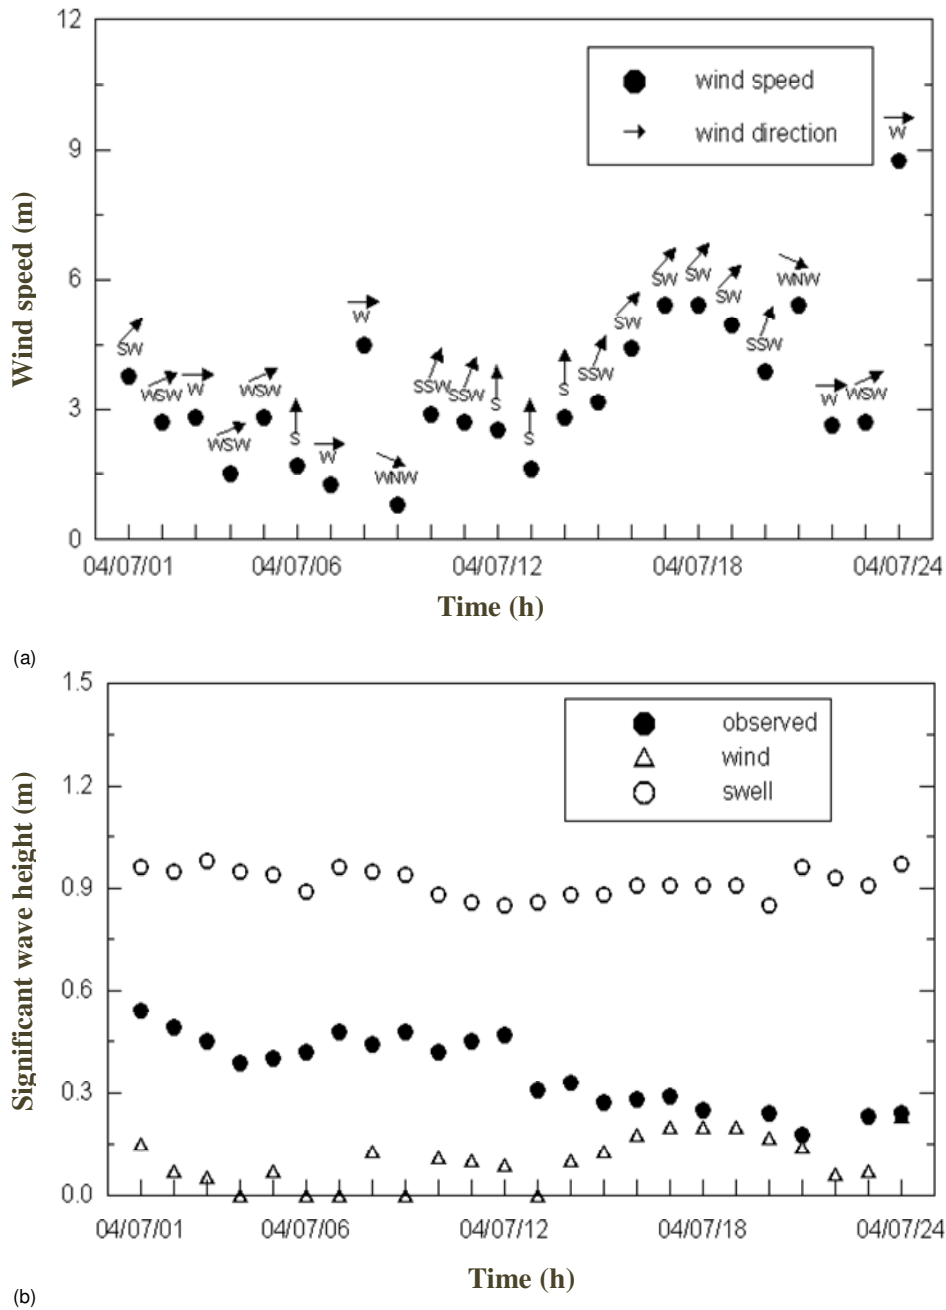 12
wind speed
wind direction
W
9
Wind speed (m)
6
SW SW WNW
W SW
SW
SW SSW
WSW W WSW SSW SSW S S SSW W WSW
3
WSW S W S
WNW
0
04/07/01 04/07/06 04/07/12 04/07/18 04/07/24
Time (h)
(a)
1.5
observed
wind
swell
1.2
Significant wave height (m)
0.9
0.6
0.3
0.0
04/07/01 04/07/06 04/07/12 04/07/18 04/07/24
Time (h)
(b)